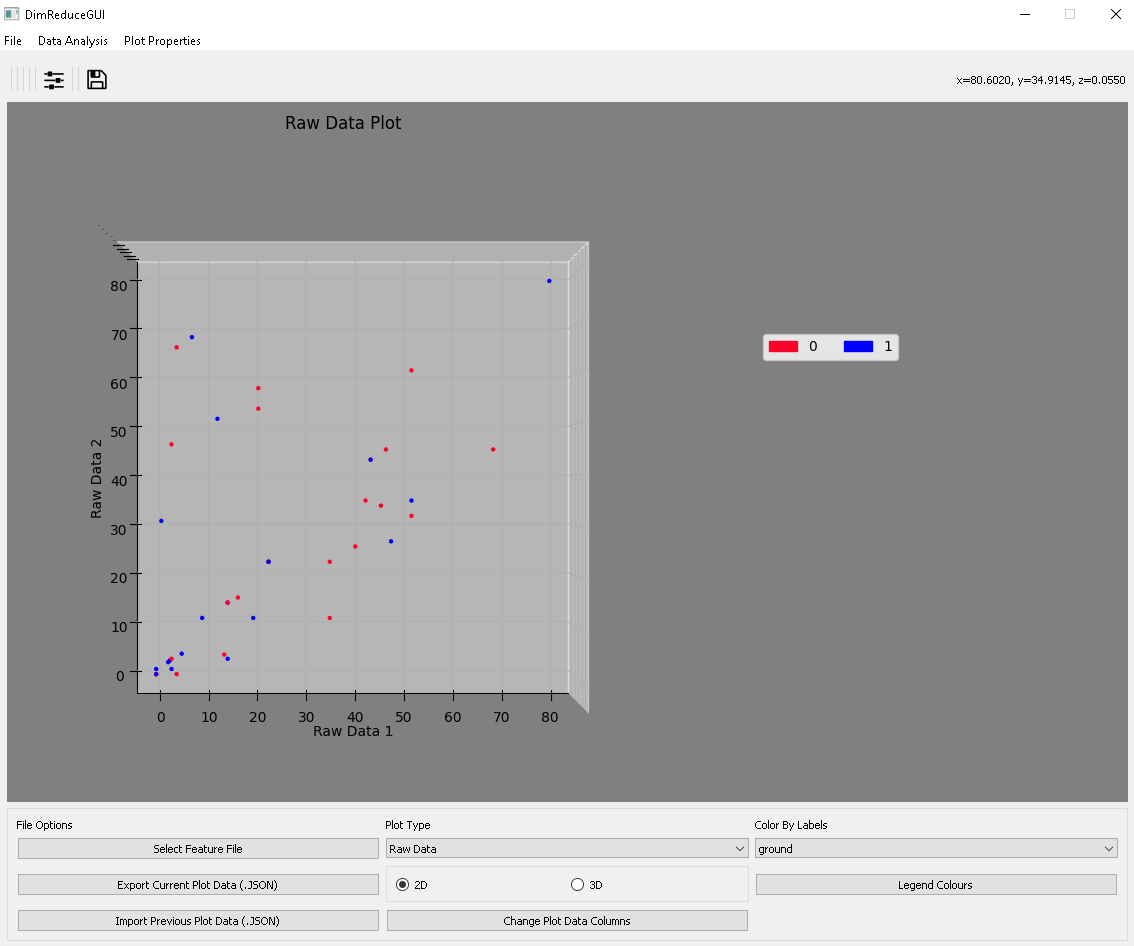 DimReduceGUI
File Data Analysis Plot Properties
x=80.6020, y=34.9145, z=0.0550
Raw Data Plot
80
70
60
50
40
30
20
10
0
Raw Data 2
0 10 20 30 40 50 60 70 80
Raw Data 1
0 1
File Options
Select Feature File
Export Current Plot Data (.JSON)
Import Previous Plot Data (.JSON)
Plot Type
Raw Data
2D 3D
Change Plot Data Columns
Color By Labels
ground
Legend Colours